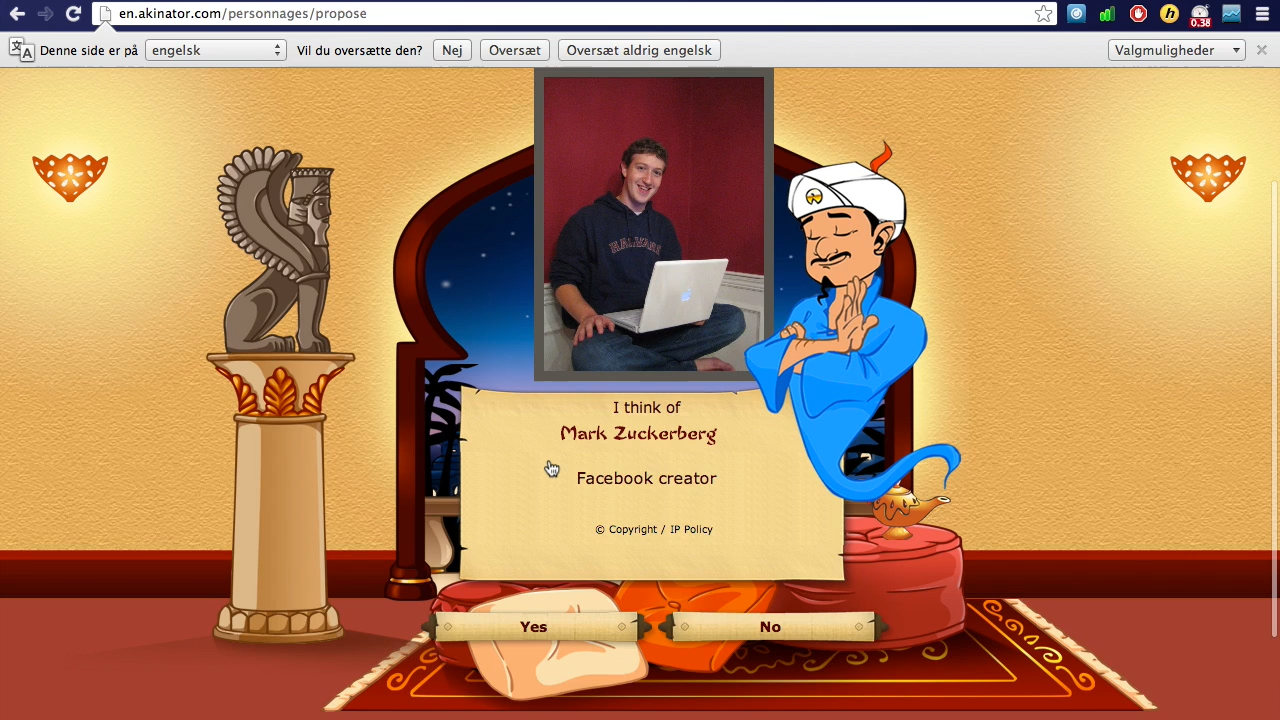 en.akinator.com/personnages/propose
0.38
Denne side er på engelsk Vil du oversætte den? Nej Oversæt Oversæt aldrig engelsk Valgmuligheder
HARVARD
I think of
Mark Zuckerberg
Facebook creator
© Copyright / IP Policy
Yes No